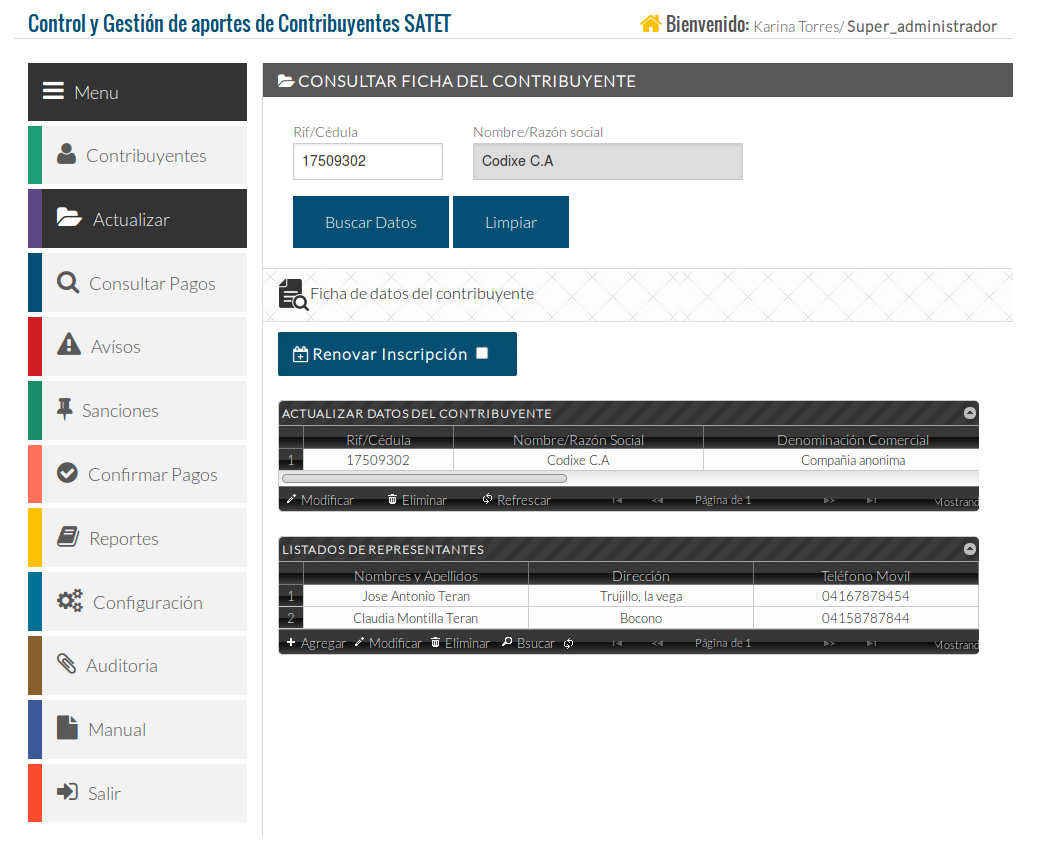 Control y Gestión de aportes de Contribuyentes SATET
Bienvenido: Karina Torres/ Super_administrador
Menu
Contribuyentes
Actualizar
Consultar Pagos
Avísos
Sanciones
Confirmar Pagos
Reportes
Configuración
Auditoria
Manual
Salir
CONSULTAR FICHA DEL CONTRIBUYENTE
Rif/Cédula Nombre/Razón social
17509302 Codixe C.A
Buscar Datos Limpiar
Ficha de datos del contribuyente
Renovar Inscripción
ACTUALIZAR DATOS DEL CONTRIBUYENTE
Rif/Cédula Nombre/Razón Social Denominación Comercial
1 17509302 Codixe C.A Compañia anonima
Modificar Eliminar Refrescar Página de 1 Mostrand
LISTADOS DE REPRESENTANTES
Nombres y Apellidos Dirección Teléfono Movil
1 Jose Antonio Teran Trujillo, la vega 04167878454
2 Claudia Montilla Teran Bocono 04158787844
Agregar Modificar Eliminar Bsucar Página de 1 Mostrand